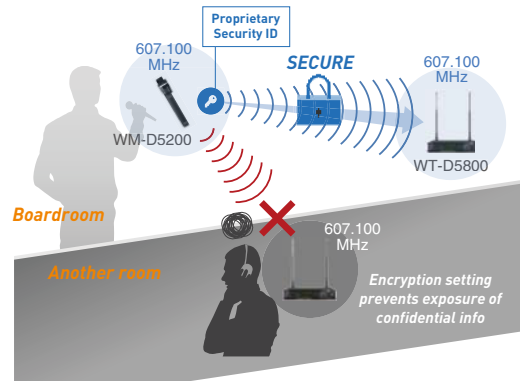 Proprietary
Security ID
607.100
MHz
SECURE
607.100
MHz
WM-D5200
WT-D5800
Boardroom
607.100
MHz
Another room
Encryption setting
prevents exposure of
confidential info